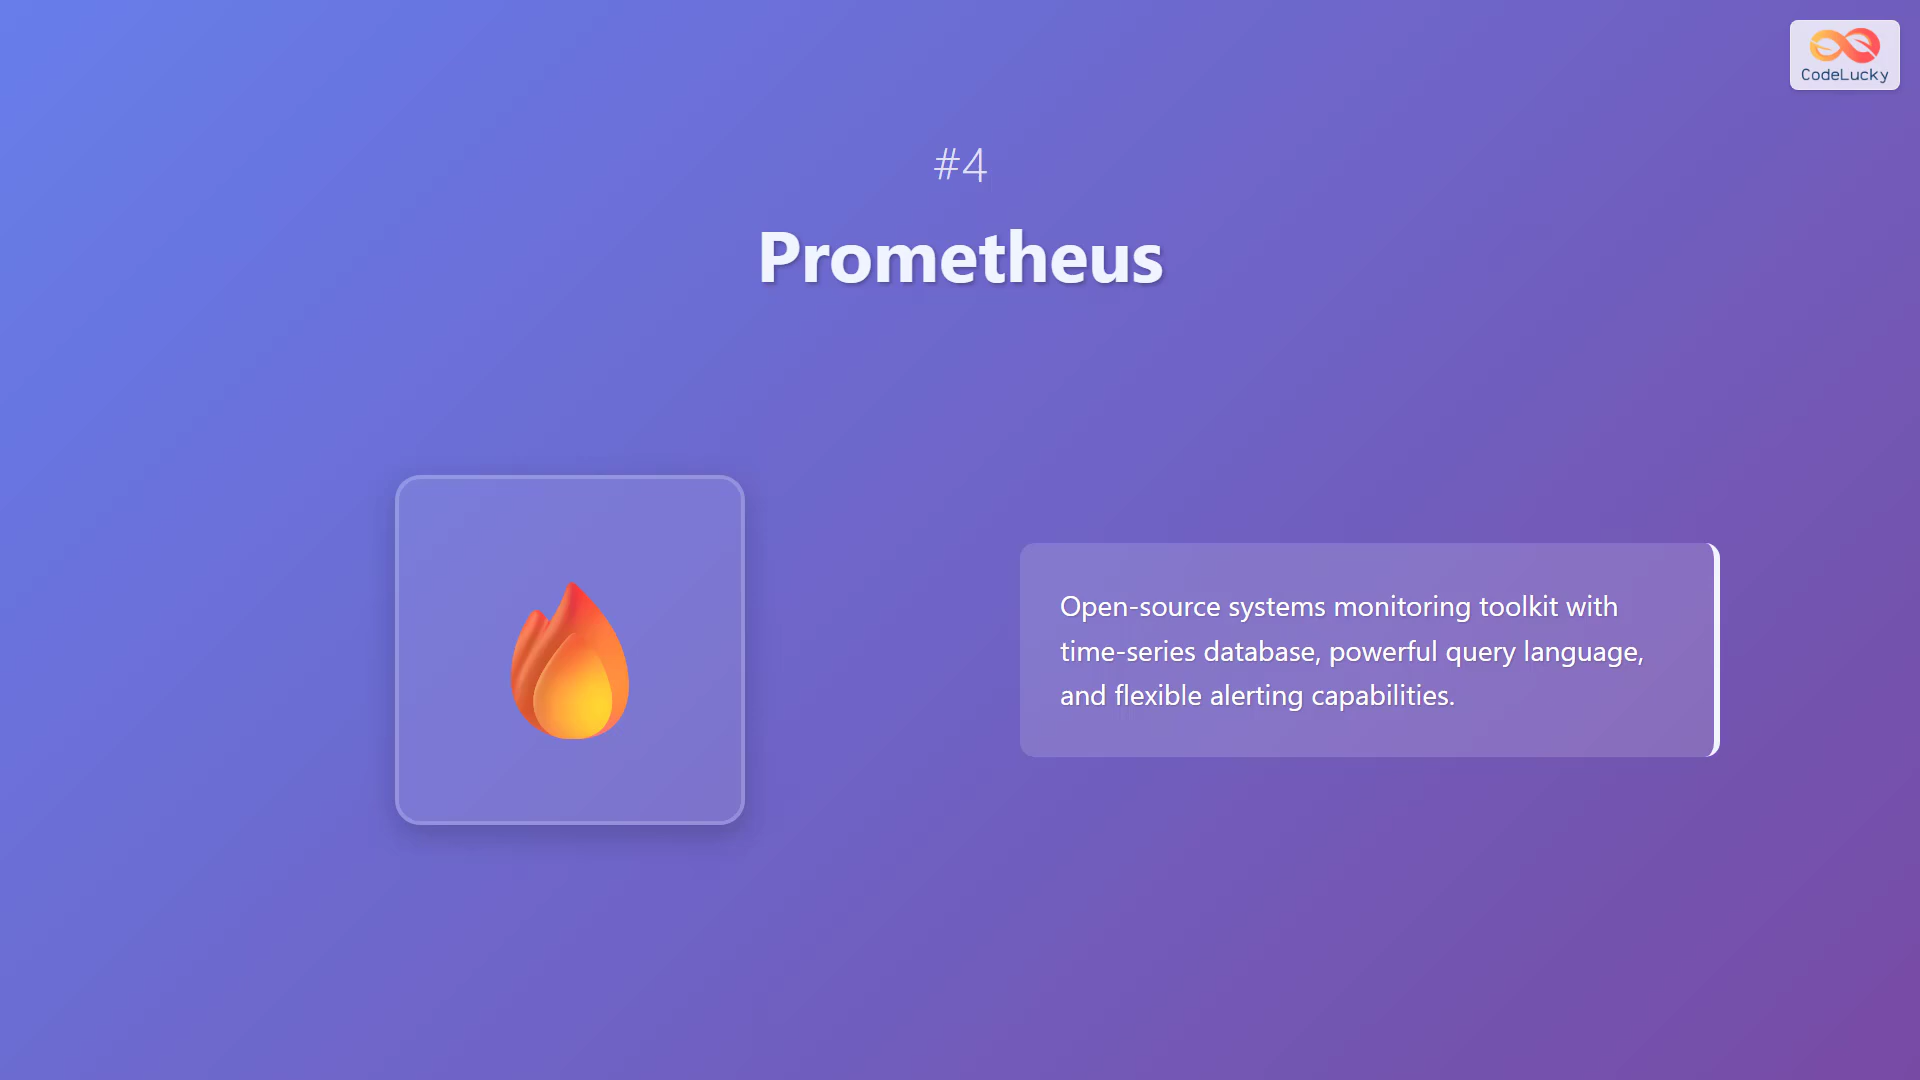 CodeLucky
#4
Prometheus
Open-source systems monitoring toolkit with
time-series database, powerful query language,
and flexible alerting capabilities.